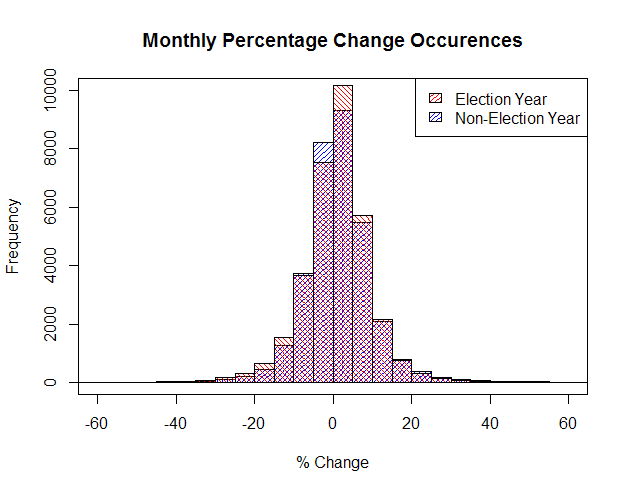 Monthly Percentage Change Occurences
Election Year
Non-Election Year
Frequency
10000
8000
6000
4000
2000
0
-60 -40 -20 0 20 40 60
% Change